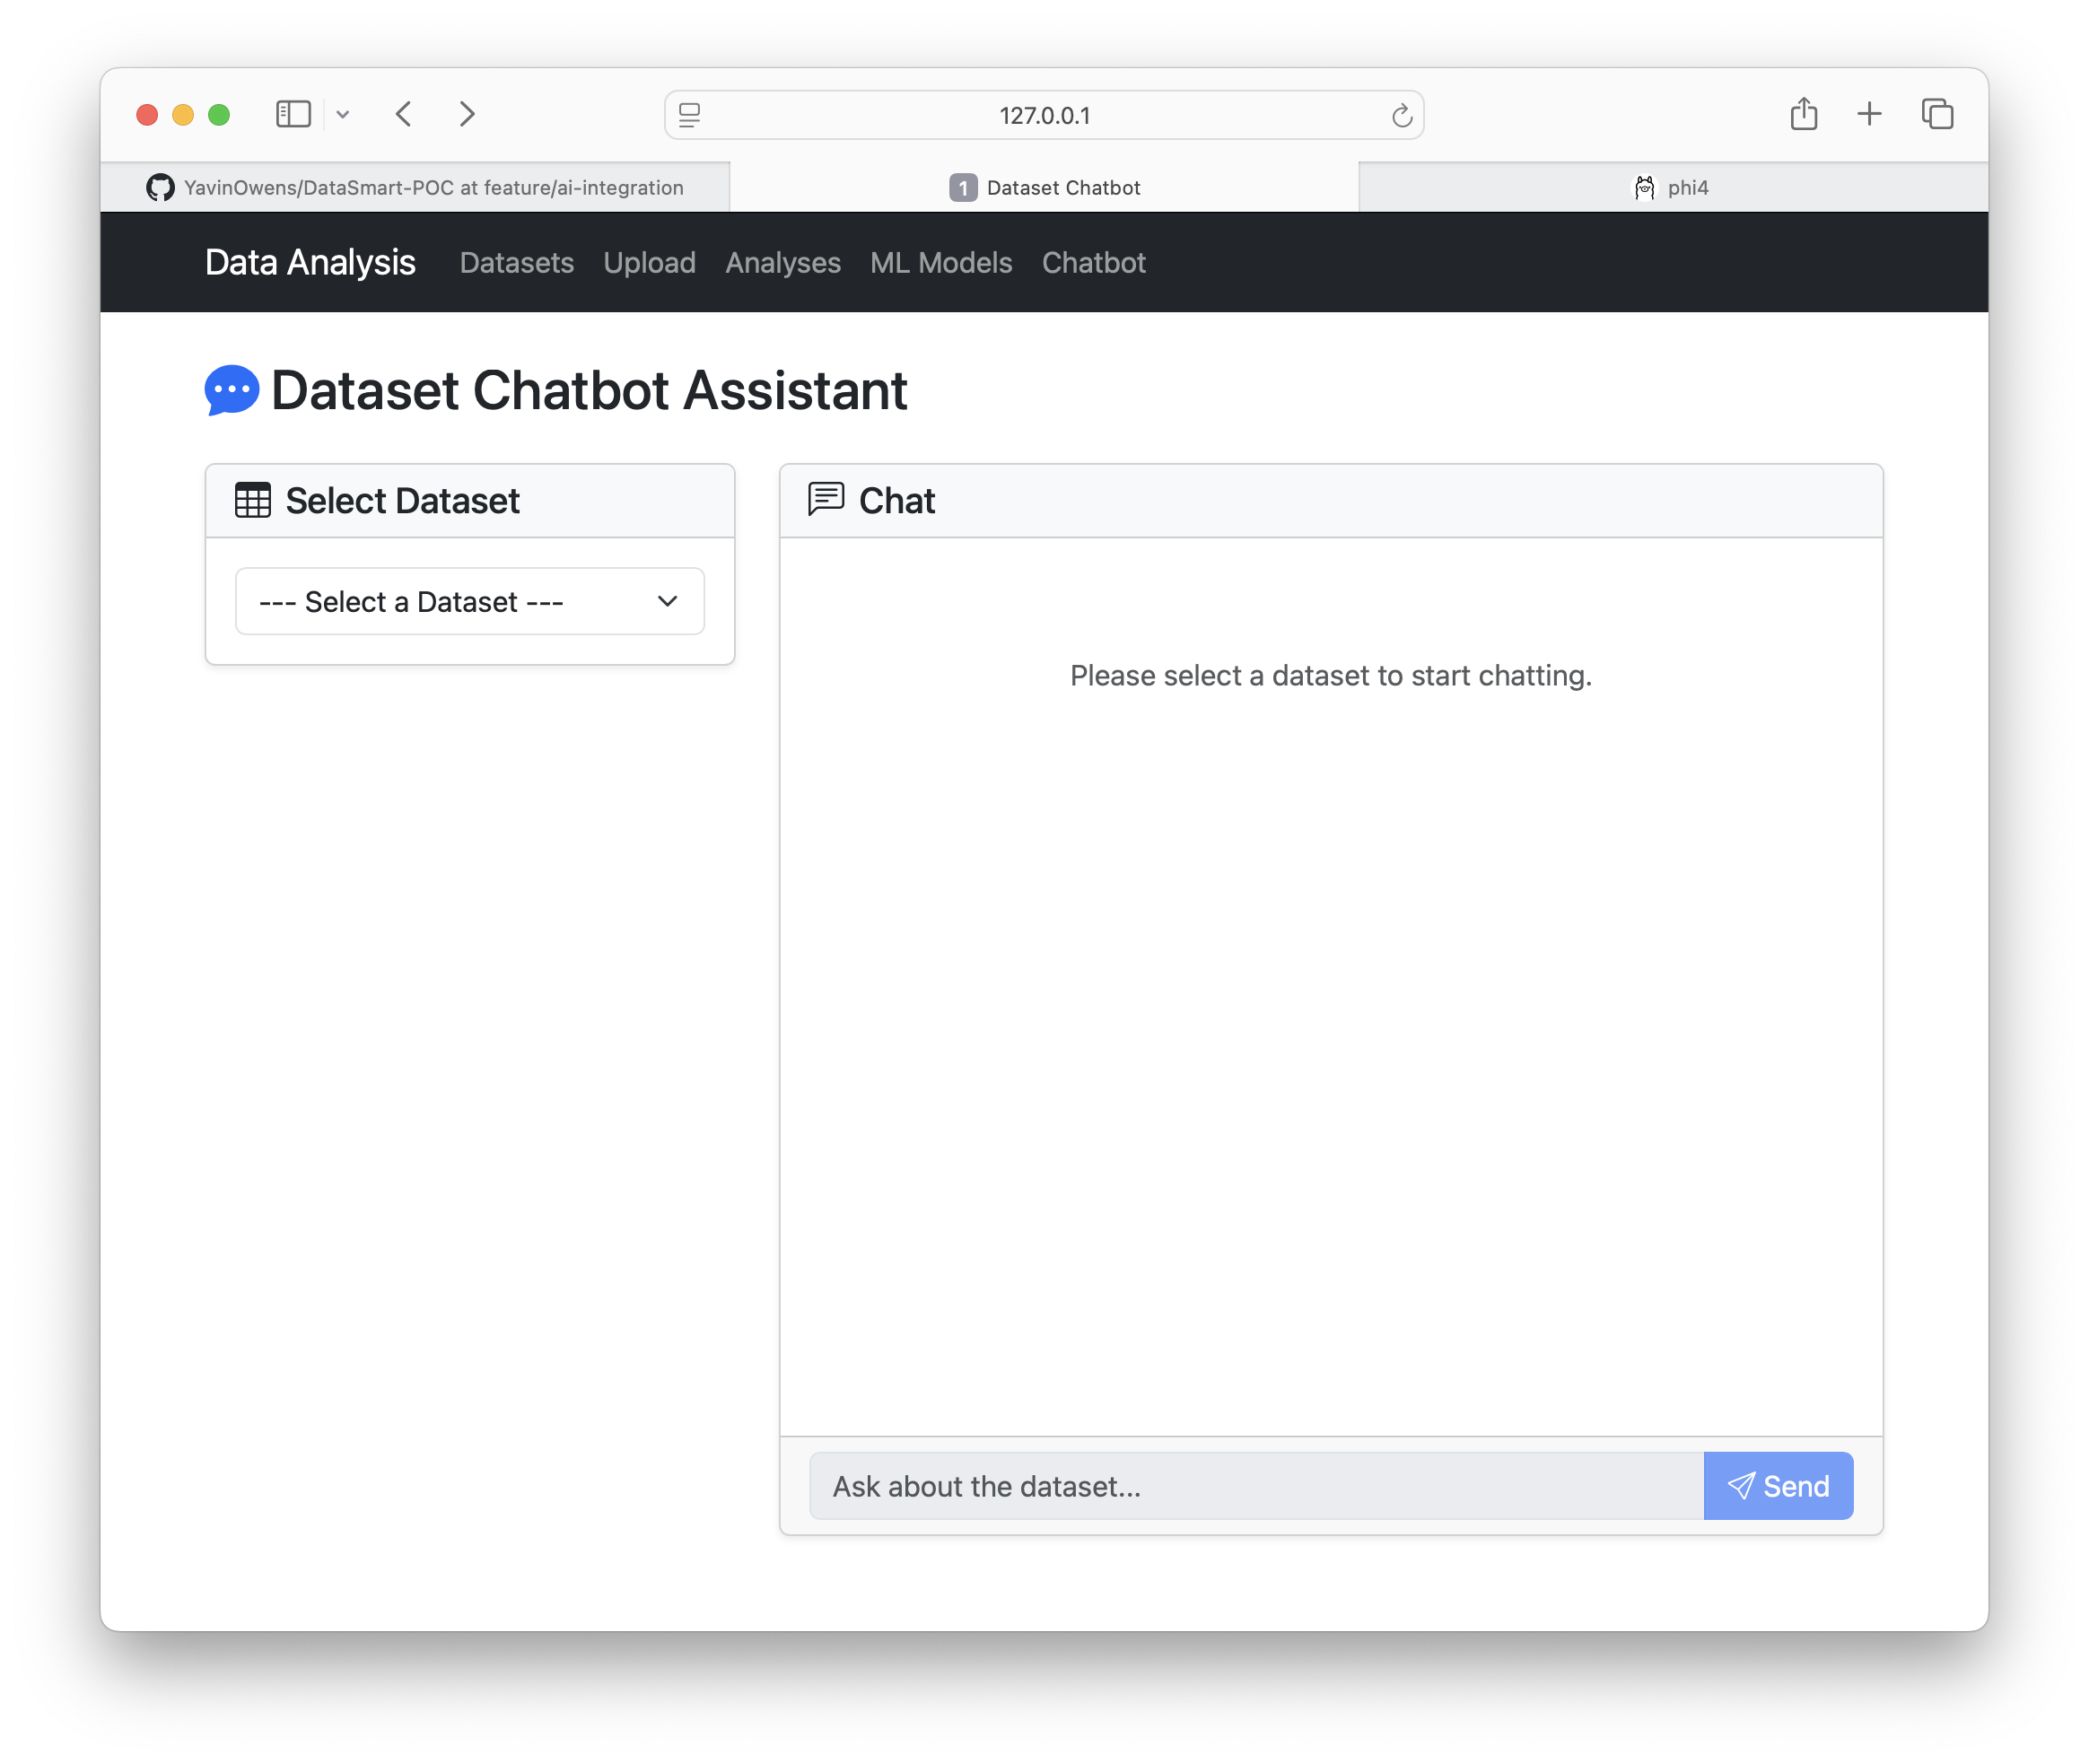 127.0.0.1
YavinOwens/DataSmart-POC at feature/ai-integration
1 Dataset Chatbot
phi4
Data Analysis Datasets Upload Analyses ML Models Chatbot
Dataset Chatbot Assistant
Select Dataset
--- Select a Dataset ---
Chat
Please select a dataset to start chatting.
Ask about the dataset...
Send